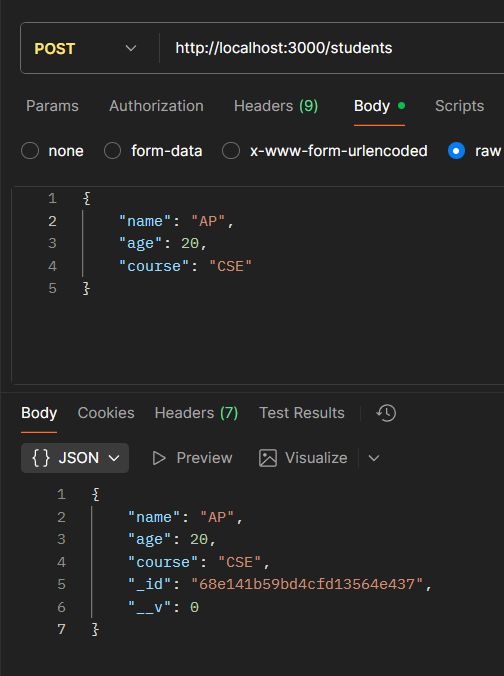 POST http://localhost:3000/students
Params Authorization Headers (9) Body Scripts
none form-data x-www-form-urlencoded raw
1 {
2 "name": "AP",
3 "age": 20,
4 "course": "CSE"
5 }
Body Cookies Headers (7) Test Results
{} JSON Preview Visualize
1 {
2 "name": "AP",
3 "age": 20,
4 "course": "CSE",
5 "_id": "68e141b59bd4cfd13564e437",
6 "__v": 0
7 }